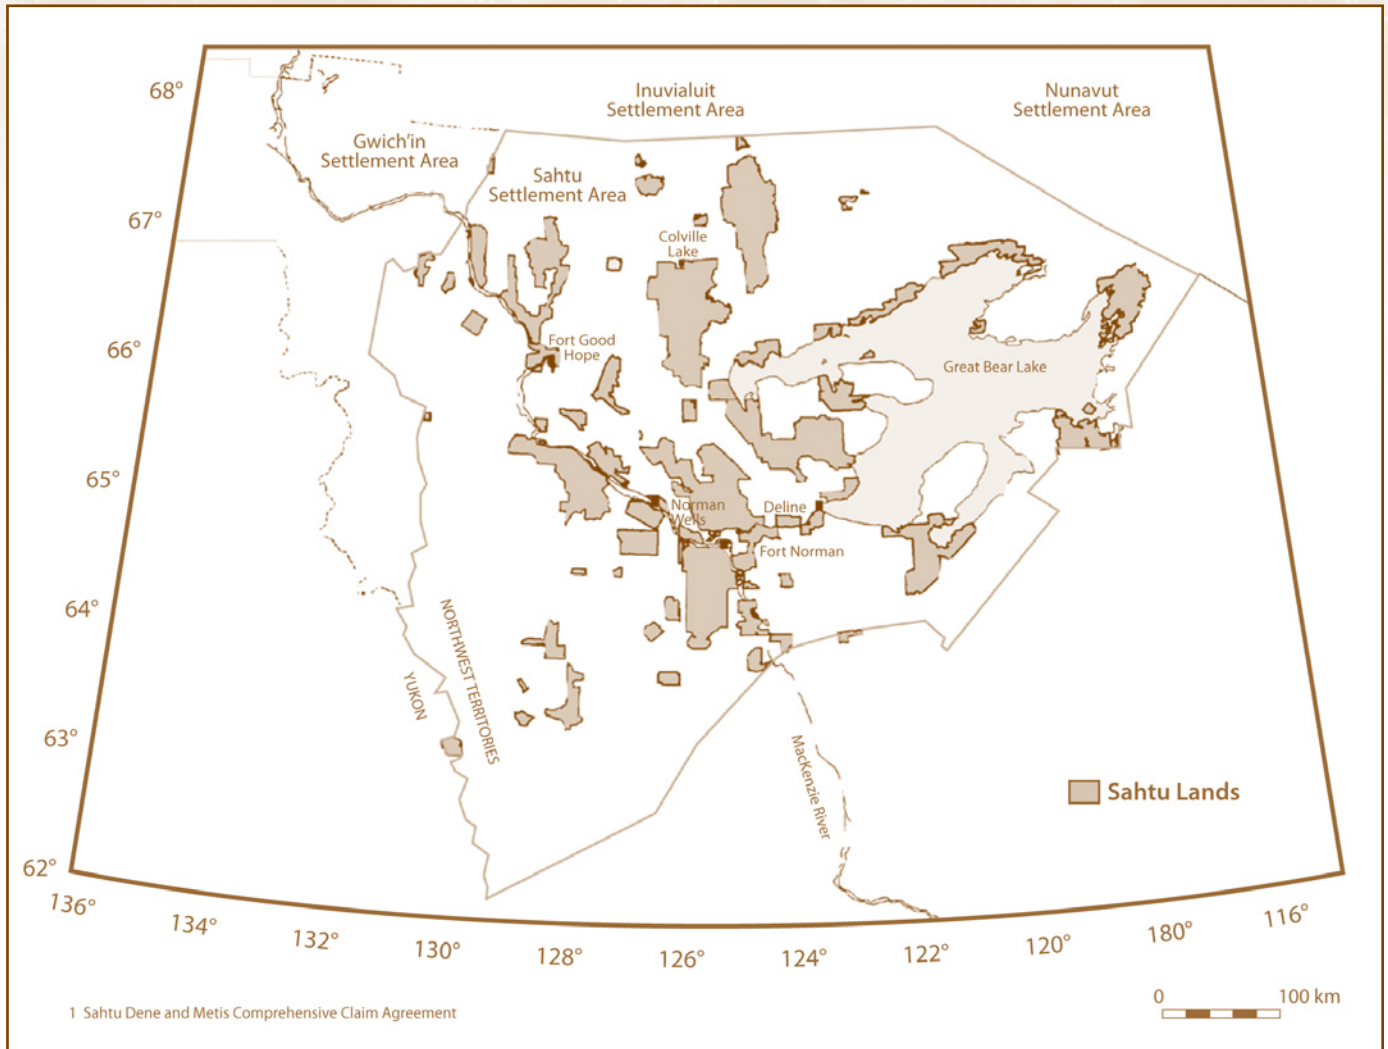 68°
Inuvialuit
Settlement Area
Nunavut
Settlement Area
Gwich'in
Settlement Area
Sahtu
Settlement Area
67°
Colville
Lake
66°
Fort Good
Hope
Great Bear Lake
65°
Norman
Wells
Deline
Fort Norman
64°
NORTHWEST TERRITORIES
YUKON
63°
MacKenzie River
Sahtu Lands
62°
136°
134°
132°
130°
128°
126°
124°
122°
120°
180°
116°
0 100 km
1 Sahtu Dene and Metis Comprehensive Claim Agreement